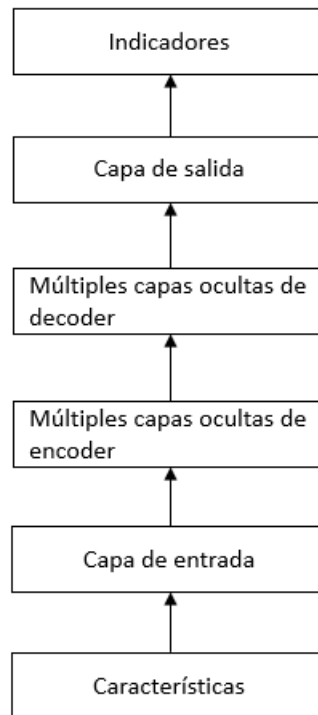 Indicadores
Capa de salida
Múltiples capas ocultas de
decoder
Múltiples capas ocultas de
encoder
Capa de entrada
Características